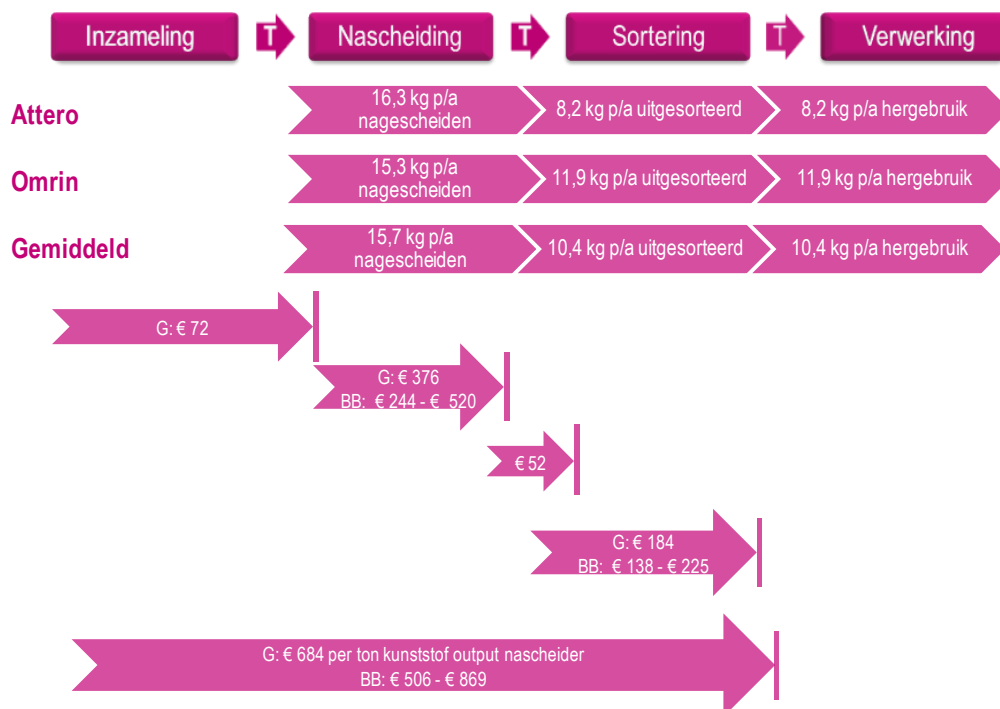 Inzameling T Nascheiding T Sortering T Verwerking
Attero
16,3 kg p/a
nagescheiden
8,2 kg p/a uitgesorteerd
8,2 kg p/a hergebruik
Omrin
15,3 kg p/a
nagescheiden
11,9 kg p/a uitgesorteerd
11,9 kg p/a hergebruik
Gemiddeld
15,7 kg p/a
nagescheiden
10,4 kg p/a uitgesorteerd
10,4 kg p/a hergebruik
G: € 72
G: € 376
BB: € 244 - € 520
€ 52
G: € 184
BB: € 138 - € 225
G: € 684 per ton kunststof output nascheider
BB: € 506 - € 869